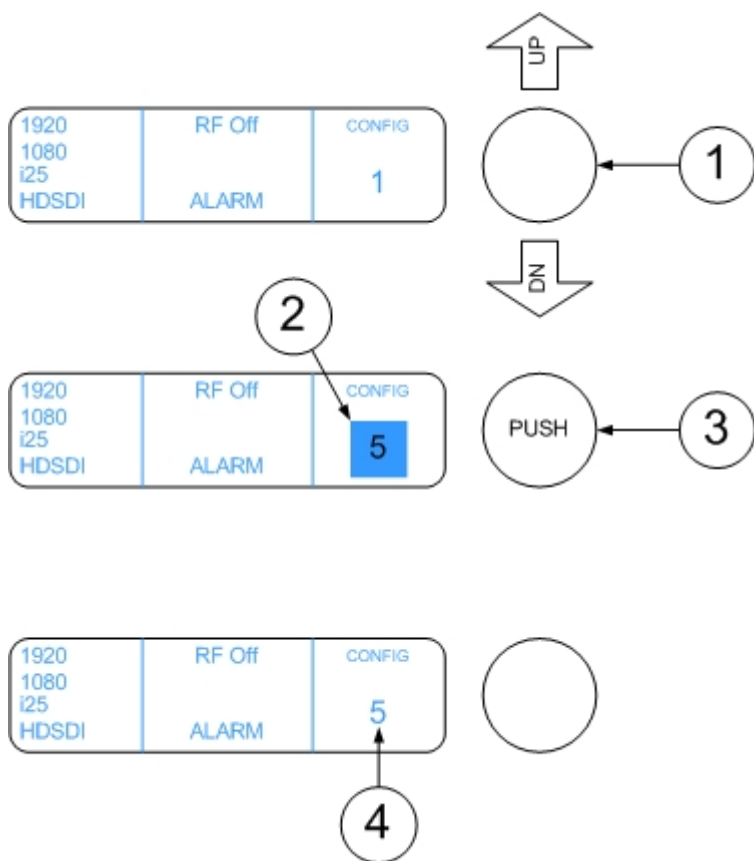 UP
1920
1080
i25
HDSDI
RF Off
ALARM
CONFIG
1
1
DN
2
1920
1080
i25
HDSDI
RF Off
ALARM
CONFIG
5
PUSH
3
1920
1080
i25
HDSDI
RF Off
ALARM
CONFIG
5
4